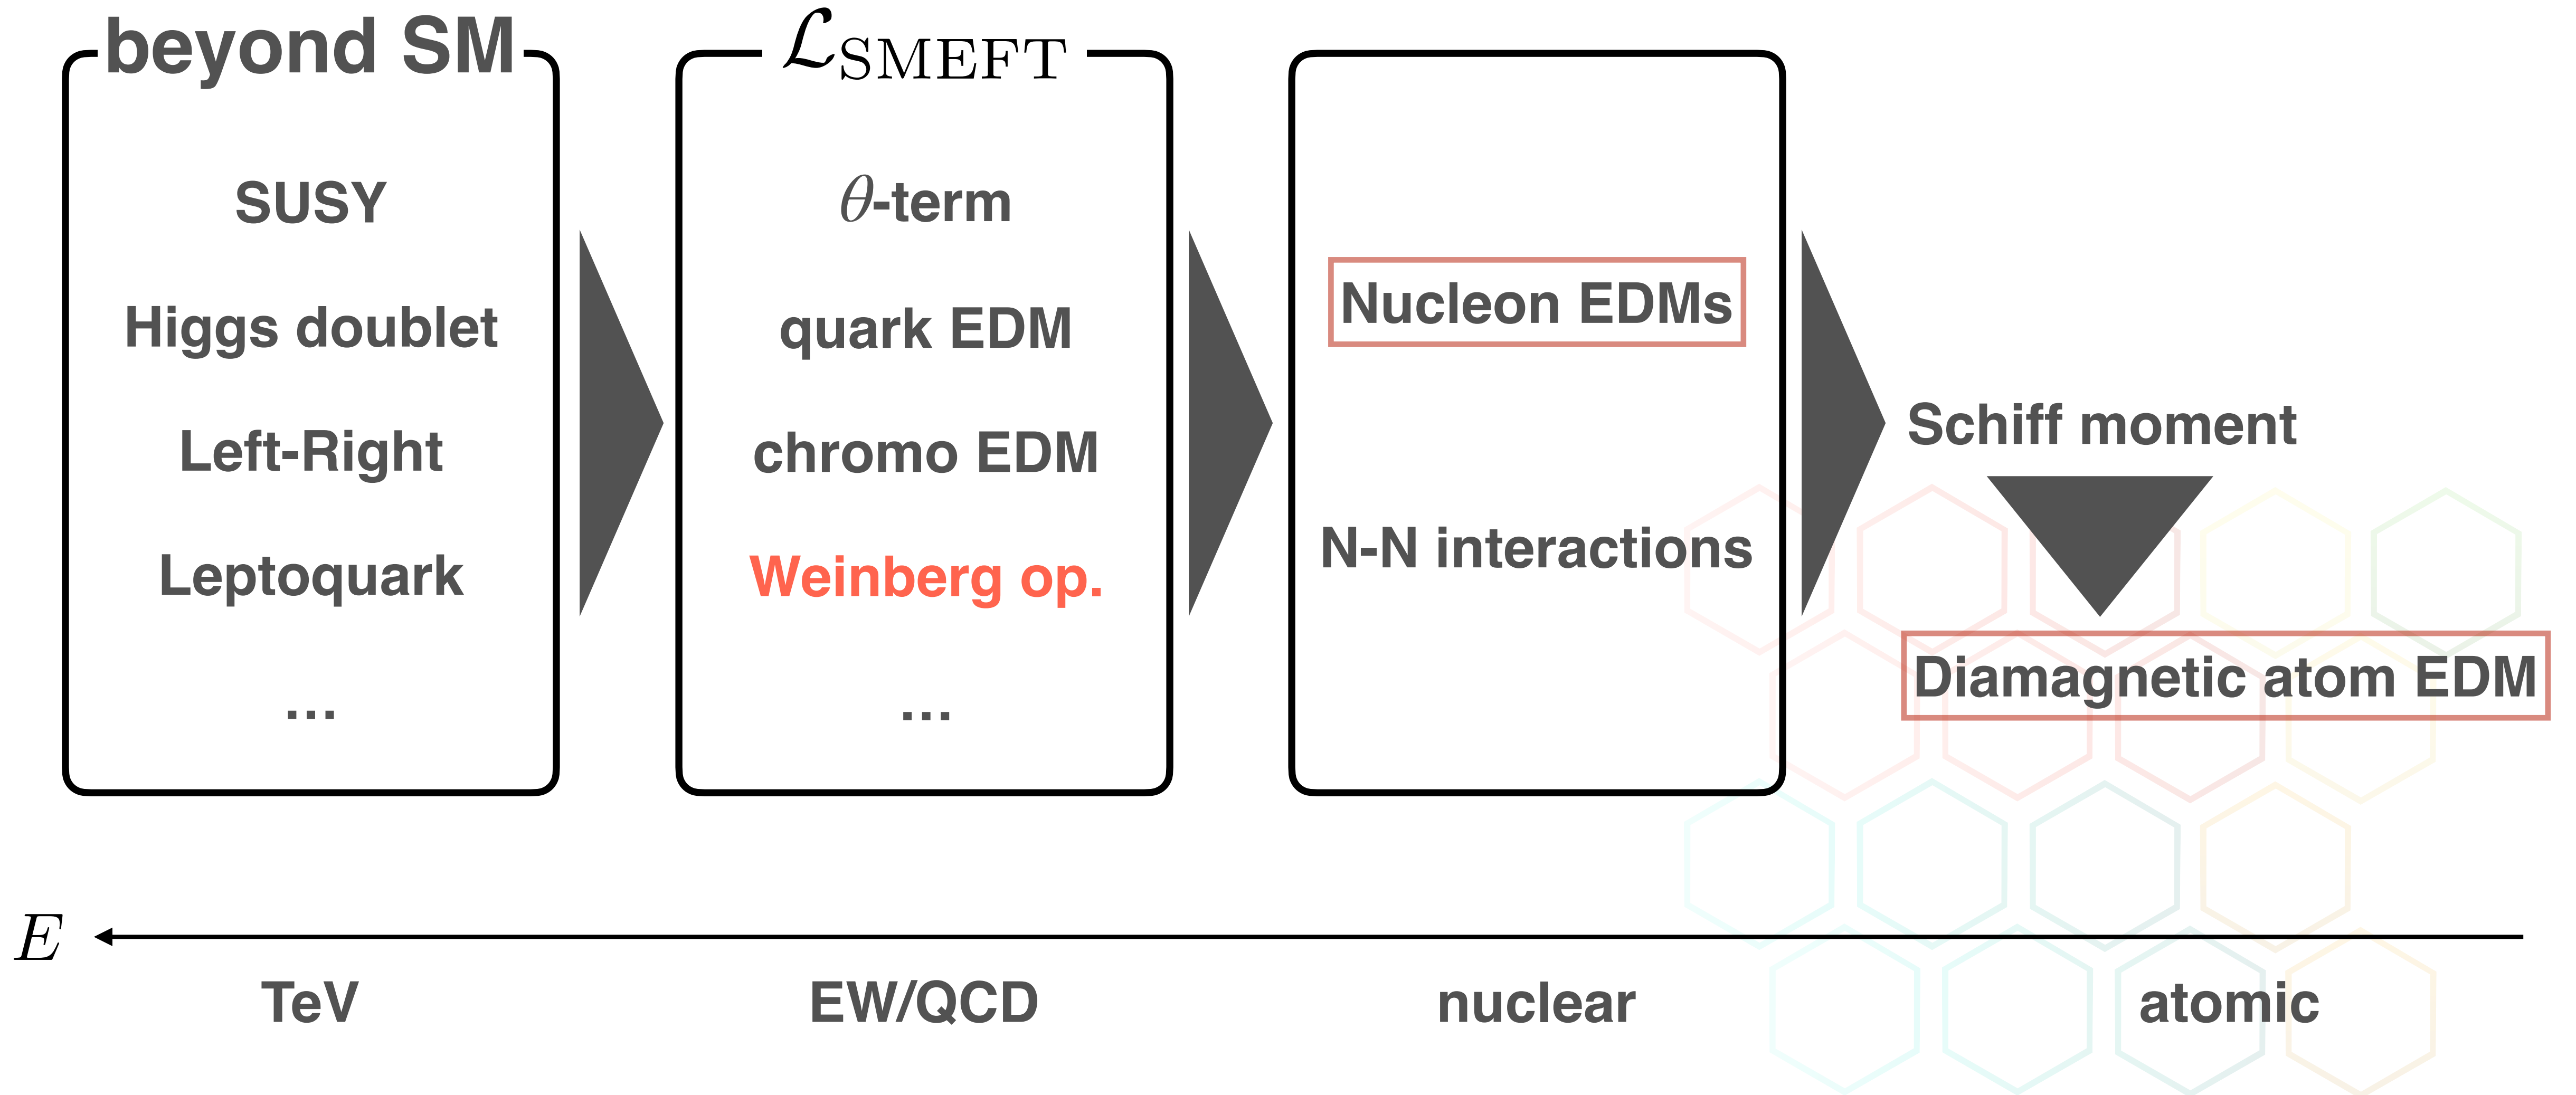 beyond SM
SUSY
Higgs doublet
Left-Right
Leptoquark
...
ℒ_SMEFT
θ-term
quark EDM
chromo EDM
Weinberg op.
...
Nucleon EDMs
N-N interactions
Schiff moment
Diamagnetic atom EDM
E
TeV
EW/QCD
nuclear
atomic